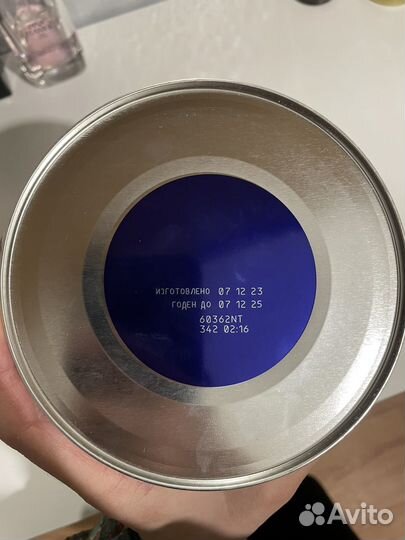 ИЗГОТОВЛЕНО 07 12 23
ГОДЕН ДО 07 12 25
60362NT
342 02:16
Avito